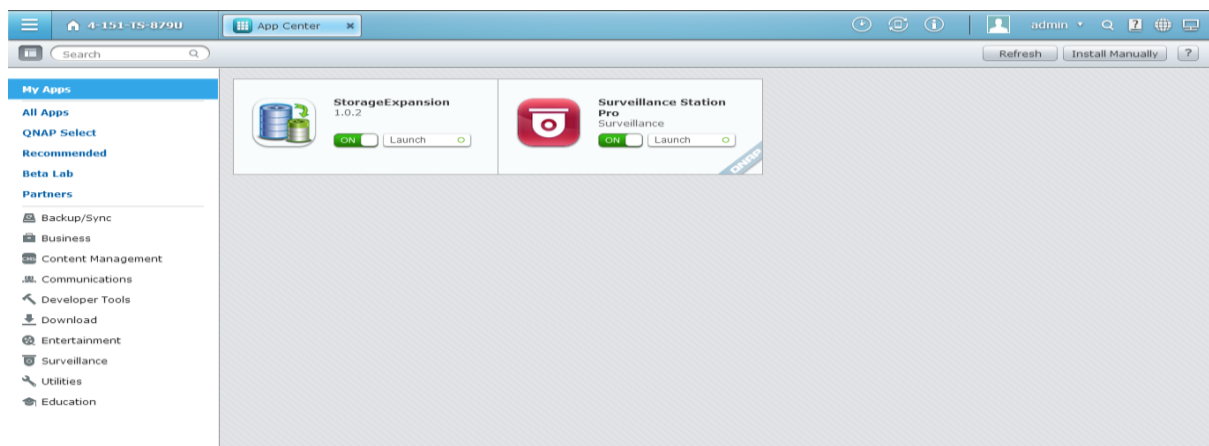 4-151-TS-879U
App Center
admin
Search
Refresh
Install Manually
?
My Apps
All Apps
QNAP Select
Recommended
Beta Lab
Partners
Backup/Sync
Business
CMS
Content Management
Communications
Developer Tools
Download
Entertainment
Surveillance
Utilities
Education
StorageExpansion
1.0.2
ON
Launch
Surveillance Station
Pro
Surveillance
ON
Launch
QNAP